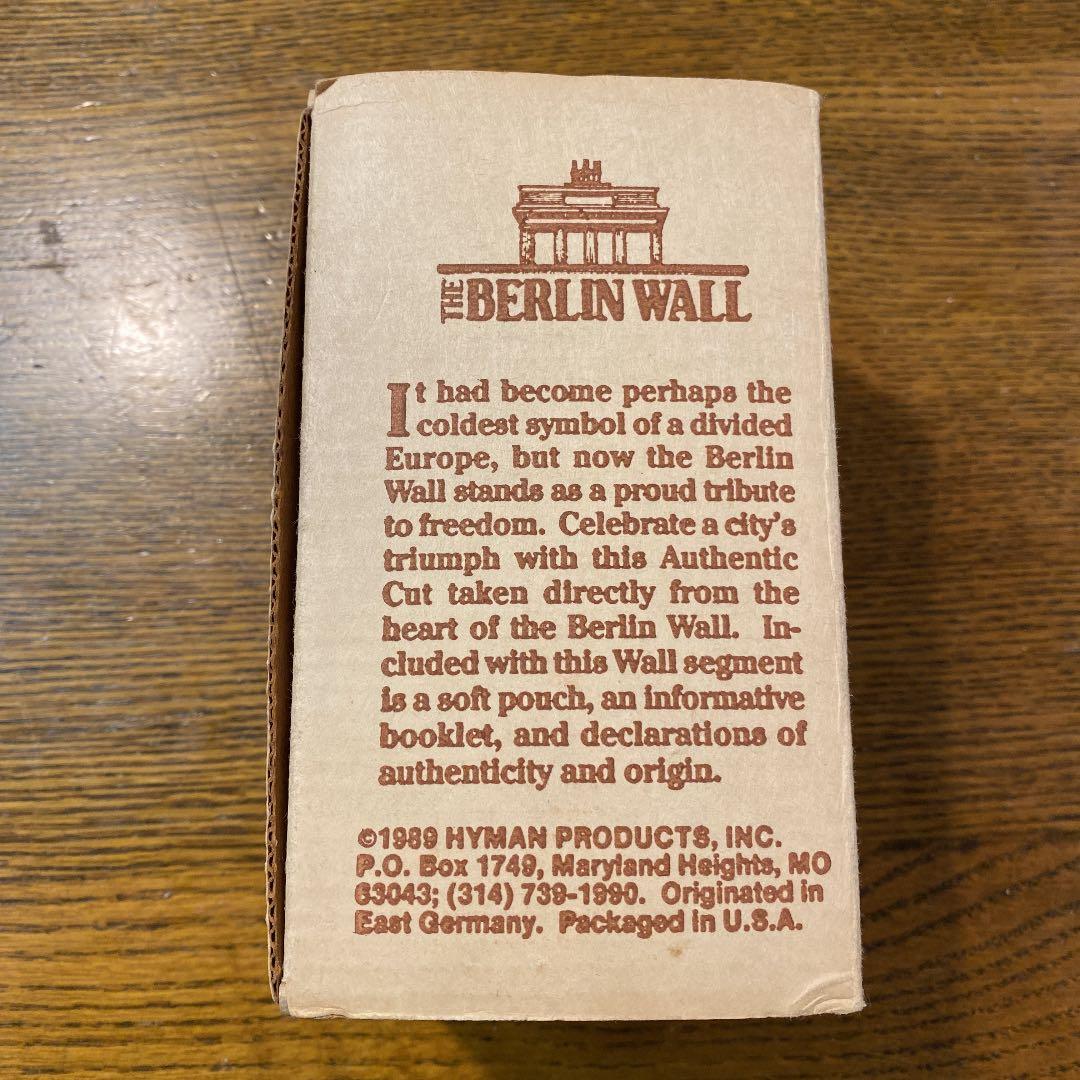 THE BERLIN WALL
It had become perhaps the
coldest symbol of a divided
Europe, but now the Berlin
Wall stands as a proud tribute
to freedom. Celebrate a city's
triumph with this Authentic
Cut taken directly from the
heart of the Berlin Wall. In-
cluded with this Wall segment
is a soft pouch, an informative
booklet, and declarations of
authenticity and origin.
©1989 HYMAN PRODUCTS, INC.
P.O. Box 1749, Maryland Heights, MO
63043; (314) 739-1990. Originated in
East Germany. Packaged in U.S.A.